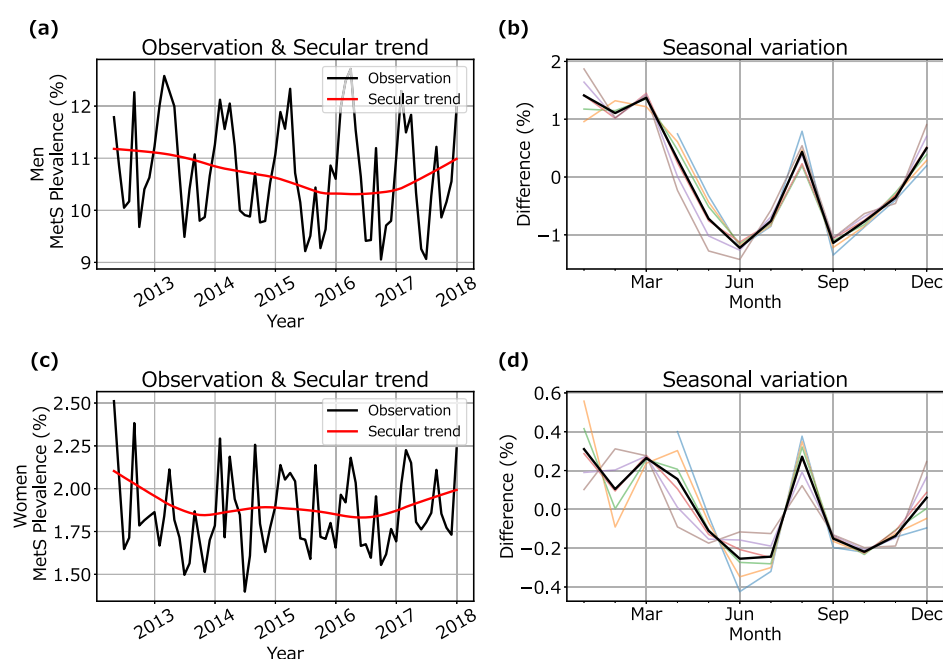 (a)
Observation & Secular trend
Observation
Secular trend
Men
MetS Plevalence (%)
12
11
10
9
2013
2014
2015
2016
2017
2018
Year
(b)
Seasonal variation
Difference (%)
2
1
0
−1
Mar
Jun
Sep
Dec
Month
(c)
Observation & Secular trend
Observation
Secular trend
Women
MetS Plevalence (%)
2.50
2.25
2.00
1.75
1.50
2013
2014
2015
2016
2017
2018
Year
(d)
Seasonal variation
Difference (%)
0.6
0.4
0.2
0.0
−0.2
−0.4
Mar
Jun
Sep
Dec
Month